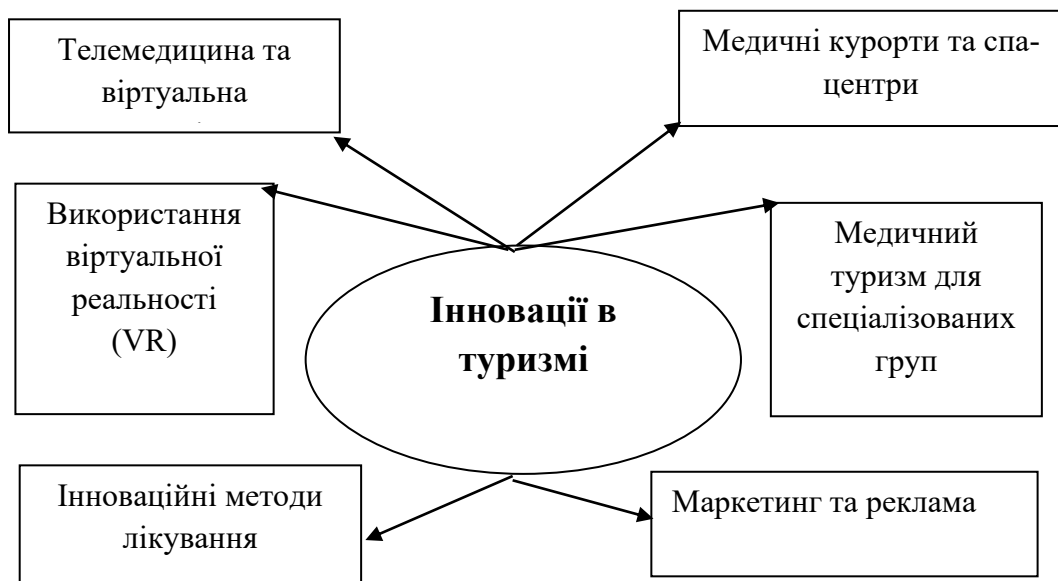 Телемедицина та
віртуальна
Медичні курорти та спа-
центри
Використання
віртуальної
реальності
(VR)
Інновації в
туризмі
Медичний
туризм для
спеціалізованих
груп
Інноваційні методи
лікування
Маркетинг та реклама